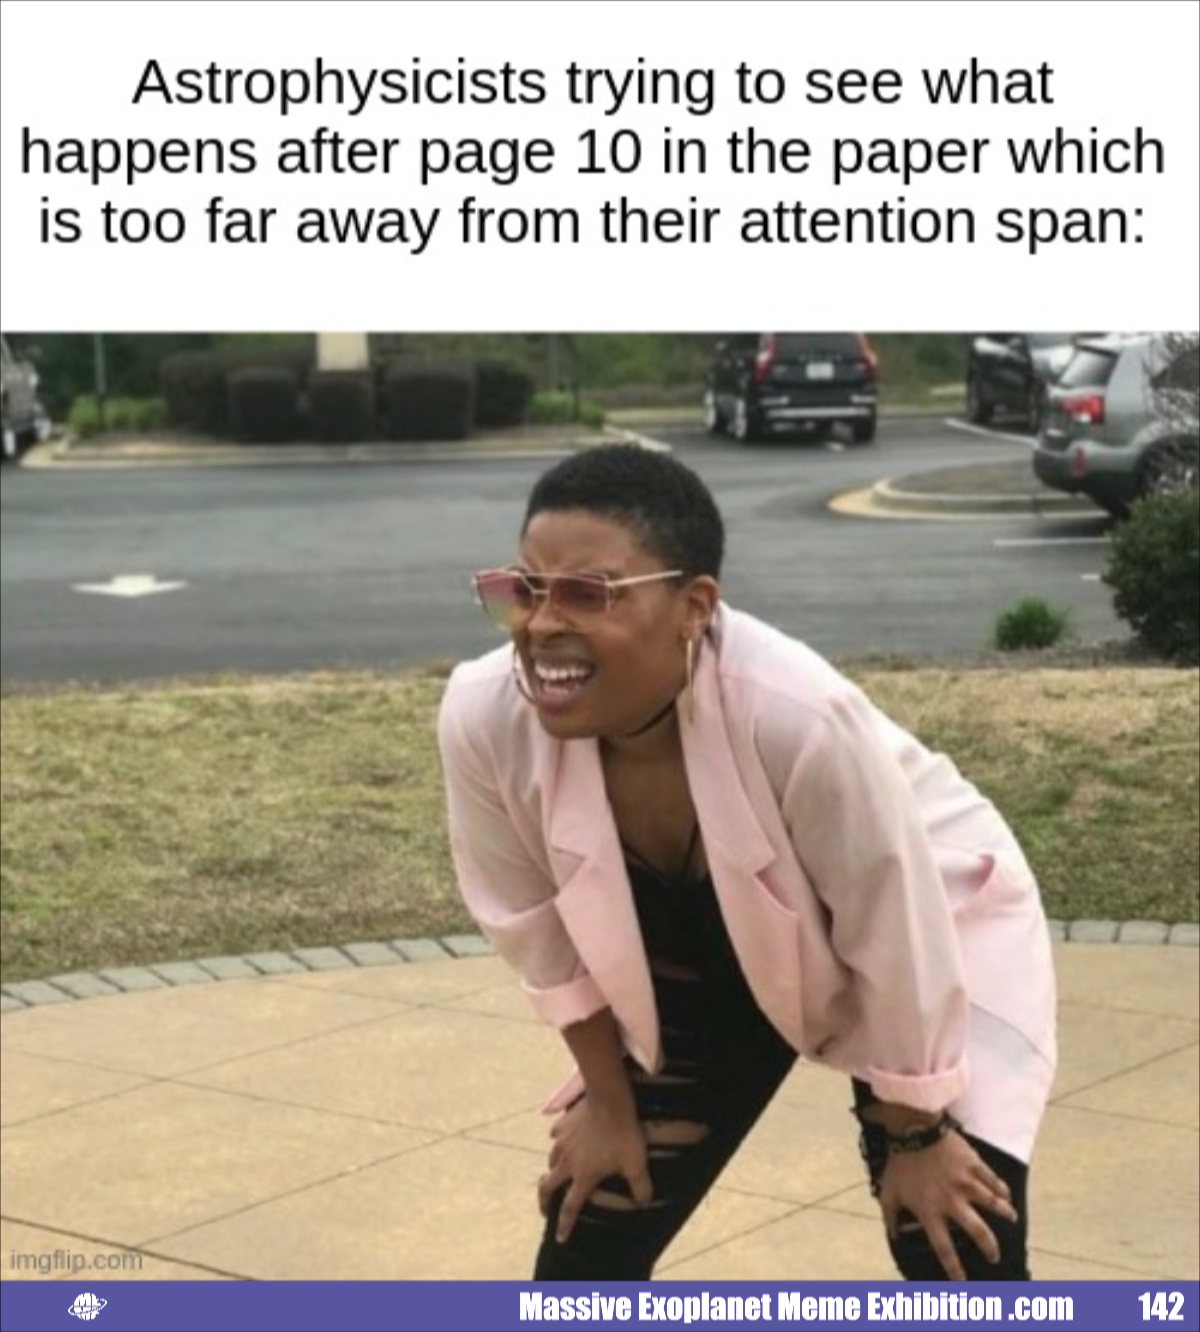 Astrophysicists trying to see what
happens after page 10 in the paper which
is too far away from their attention span:
imgflip.com
Massive Exoplanet Meme Exhibition .com 142